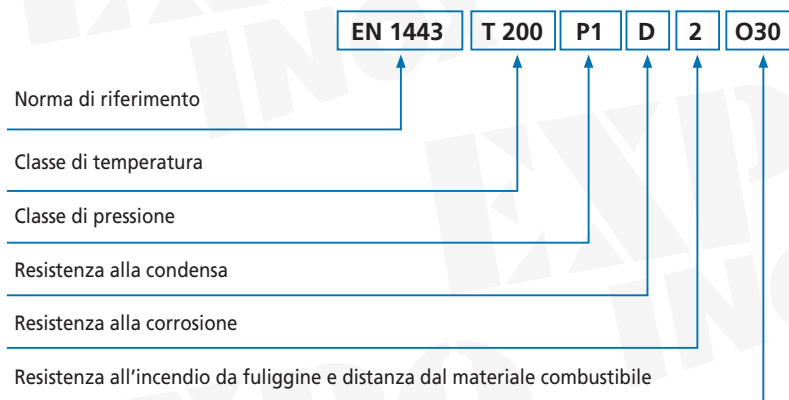 EN 1443 T 200 P1 D 2 O30
Norma di riferimento
Classe di temperatura
Classe di pressione
Resistenza alla condensa
Resistenza alla corrosione
Resistenza all'incendio da fuliggine e distanza dal materiale combustibile